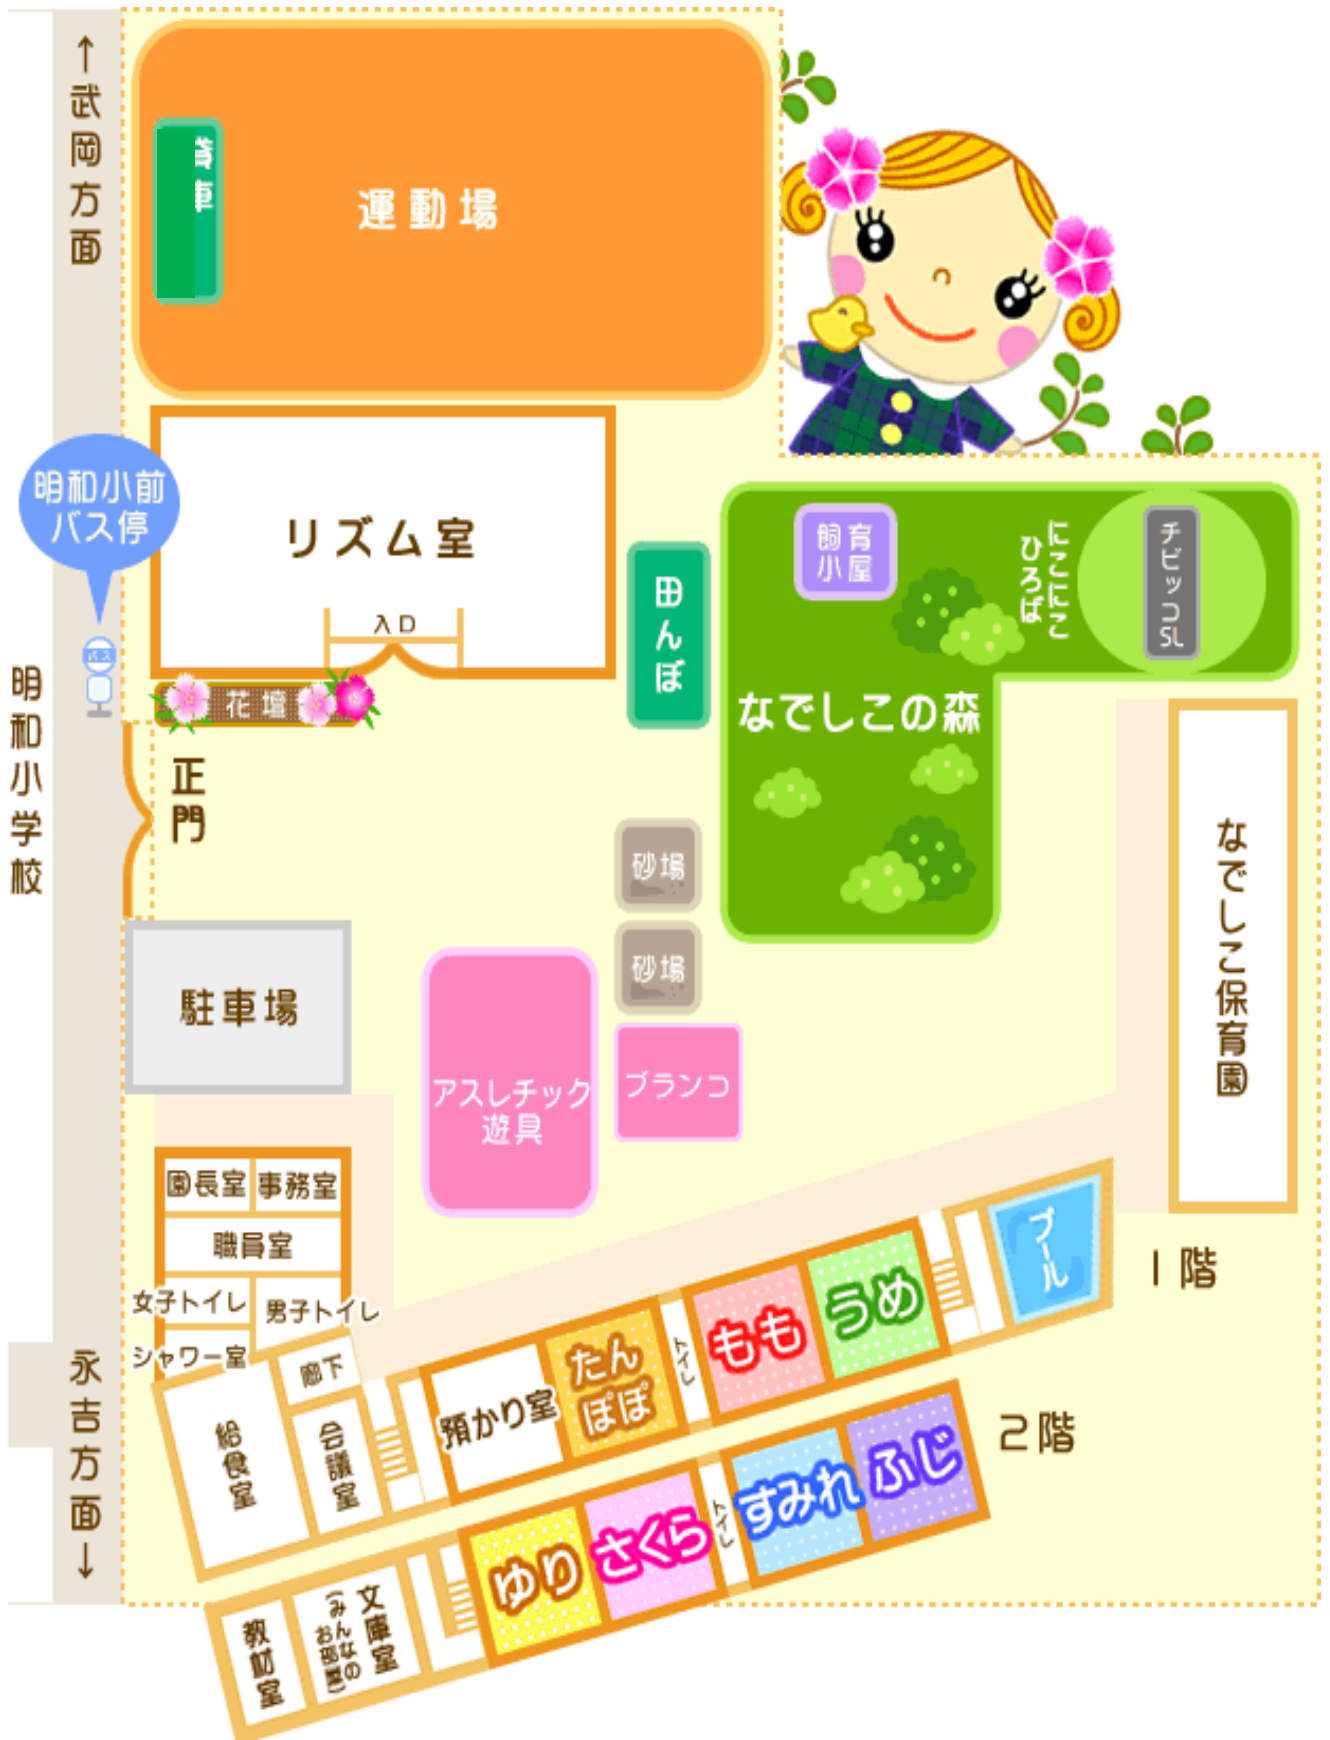 ↑武岡方面
運動場
明和小前
バス停
リズム室
入口
バス
花壇
正門
明和小学校
田んぼ
飼育
小屋
にこにこ
ひろば
チビッコSL
なでしこの森
砂場
砂場
なでしこ保育園
駐車場
アスレチック
遊具
ブランコ
園長室
事務室
職員室
女子トイレ
男子トイレ
シャワー室
廊下
給食室
会議室
預かり室
たん
ぽぽ
トイレ
もも
うめ
プール
1階
永吉方面↓
2階
教材室
文庫室
(みんなの
お部屋)
ゆり
さくら
トイレ
すみれ
ふじ